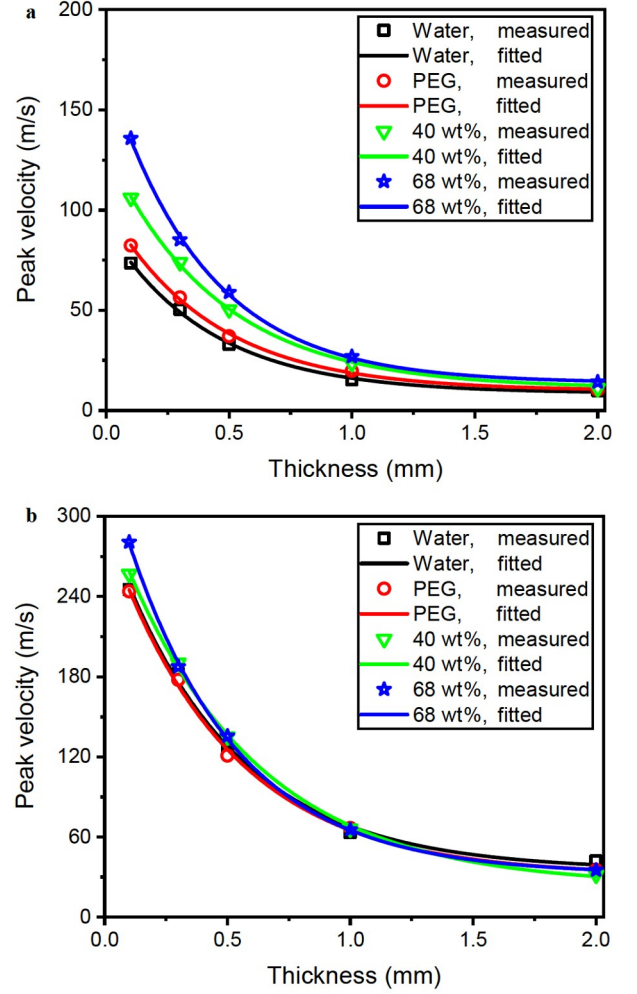 a
200
150
100
50
0
Peak velocity (m/s)
Water, measured
Water, fitted
PEG, measured
PEG, fitted
40 wt%, measured
40 wt%, fitted
68 wt%, measured
68 wt%, fitted
0.0 0.5 1.0 1.5 2.0
Thickness (mm)
b
300
240
180
120
60
0
Peak velocity (m/s)
Water, measured
Water, fitted
PEG, measured
PEG, fitted
40 wt%, measured
40 wt%, fitted
68 wt%, measured
68 wt%, fitted
0.0 0.5 1.0 1.5 2.0
Thickness (mm)